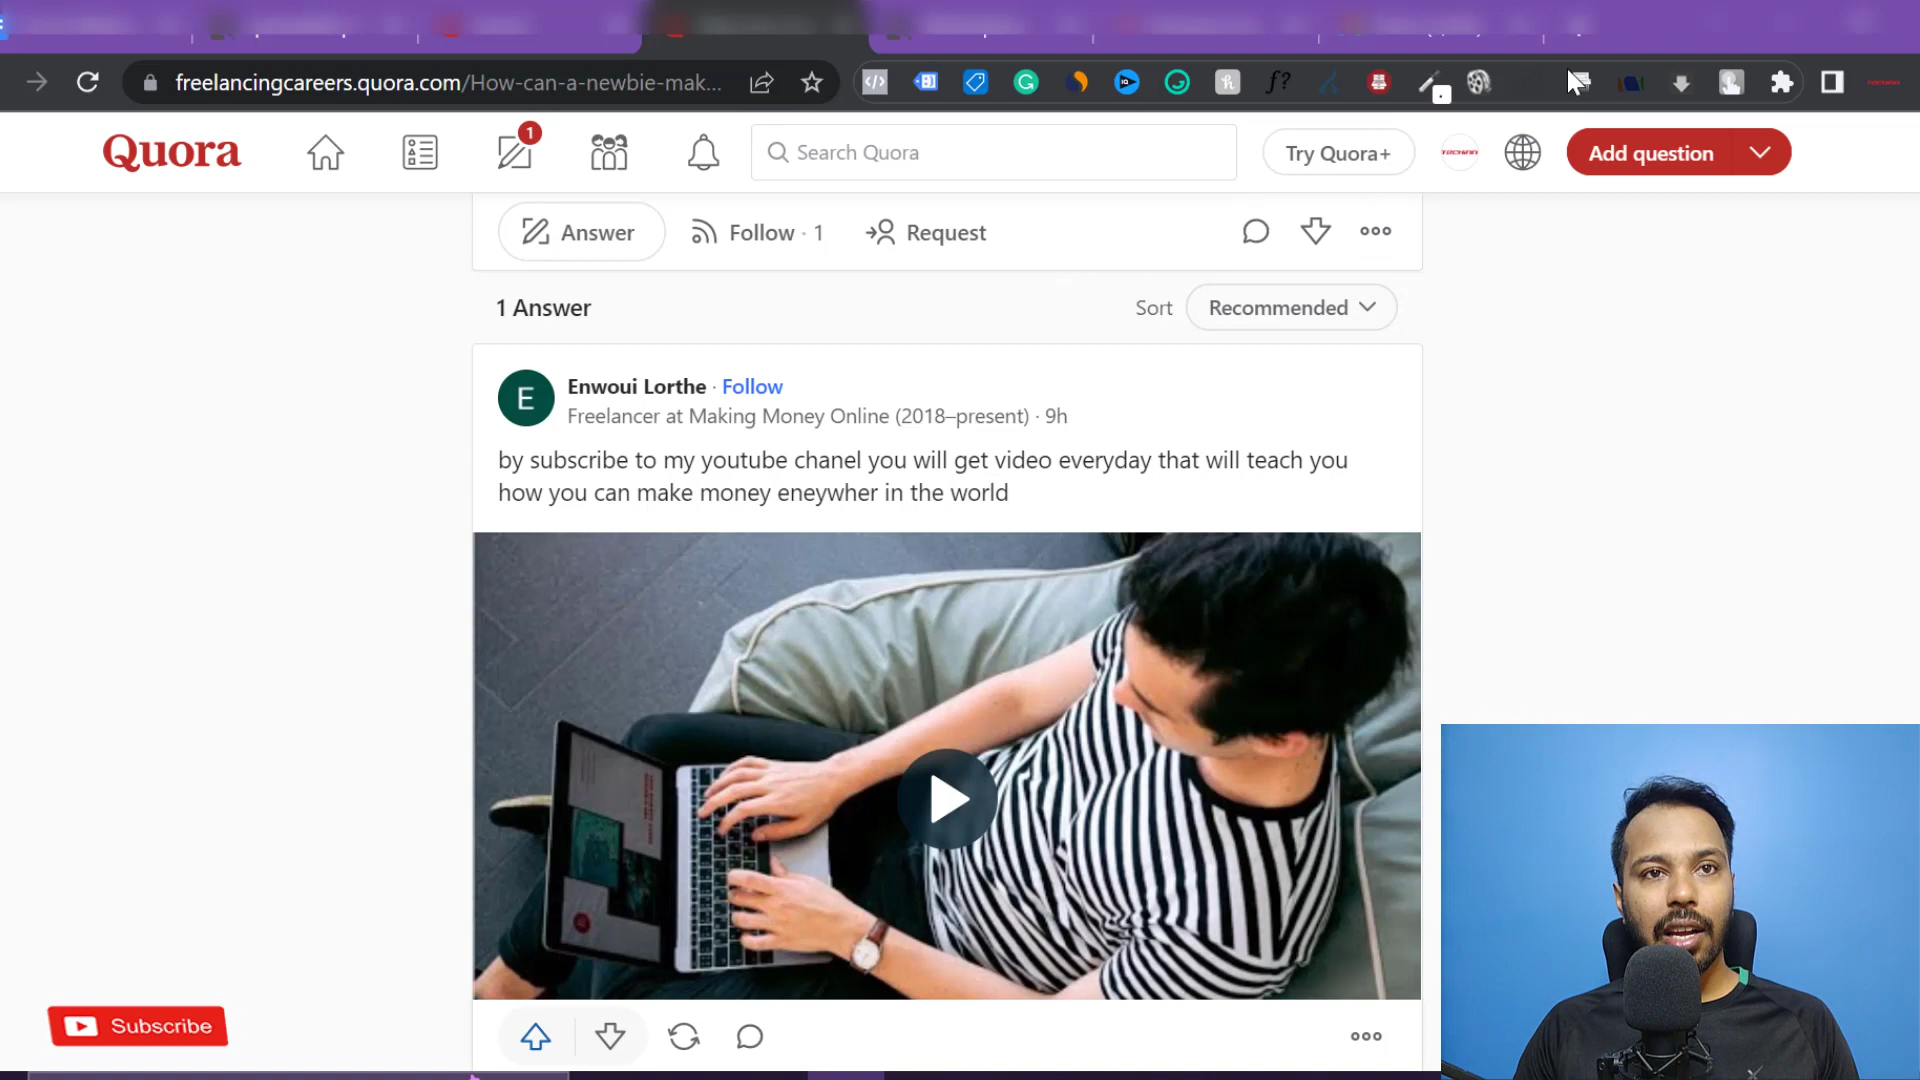 freelancingcareers.quora.com/How-can-a-newbie-mak...
Quora
1
Search Quora
Try Quora+
TECHINN
Add question
Answer
Follow · 1
Request
1 Answer
Sort
Recommended
E
Enwoui Lorthe · Follow
Freelancer at Making Money Online (2018–present) · 9h
by subscribe to my youtube chanel you will get video everyday that will teach you
how you can make money eneywher in the world
Subscribe